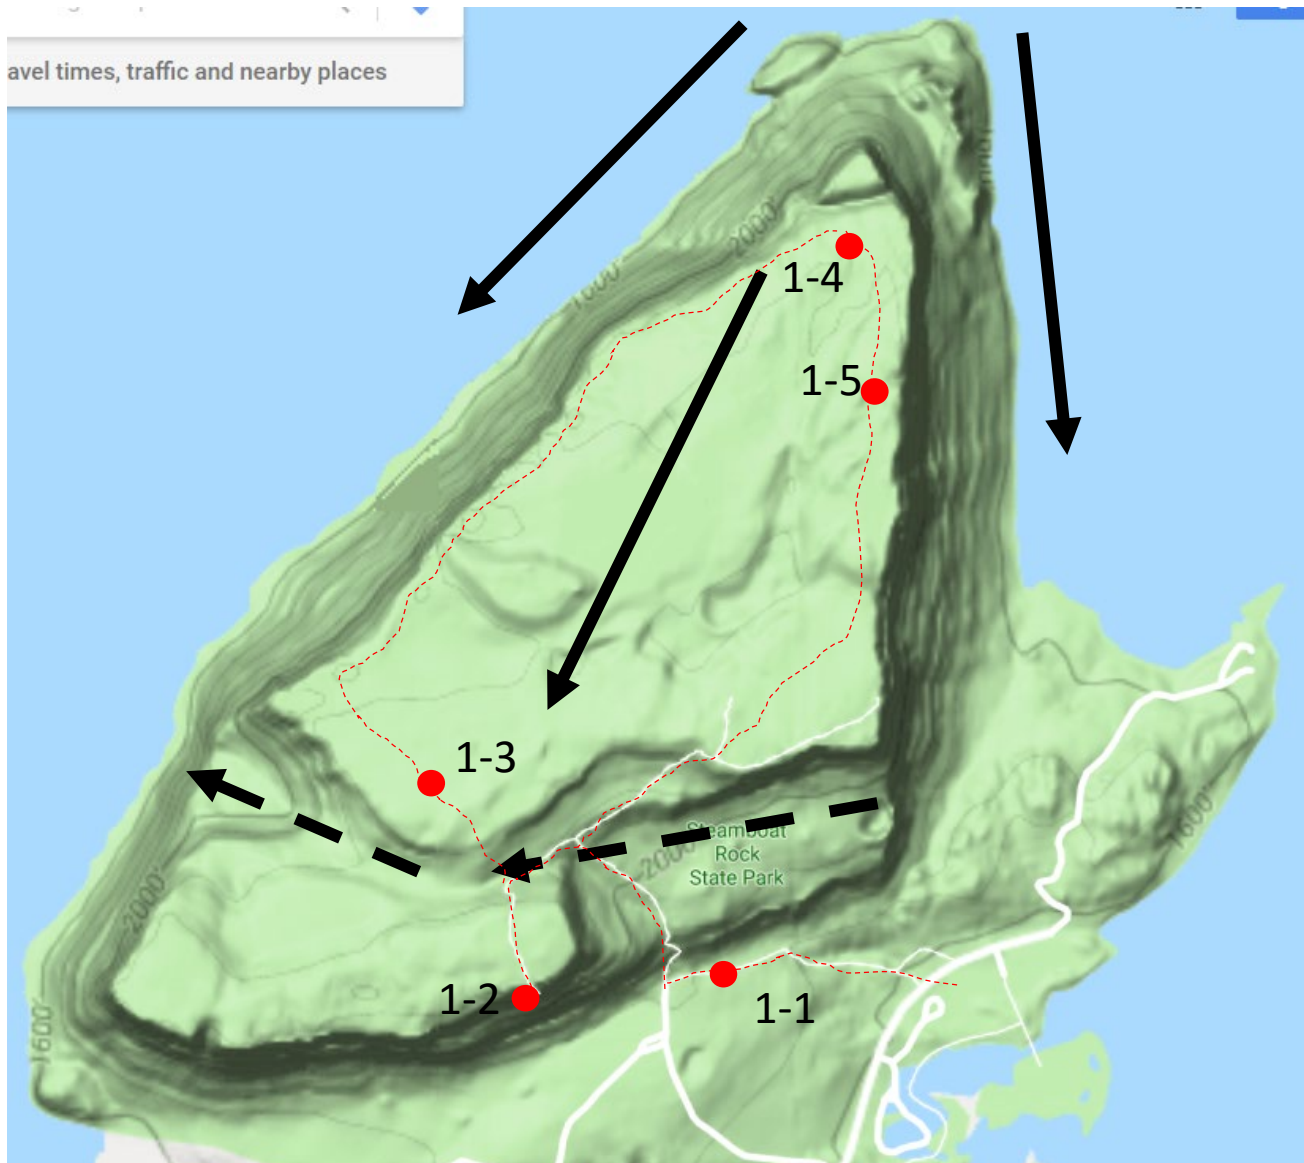 avel times, traffic and nearby places
2000'
1-4
1-5
1-3
Steamboat
Rock
State Park
2000'
1600'
2000'
1-2
1-1
1600'